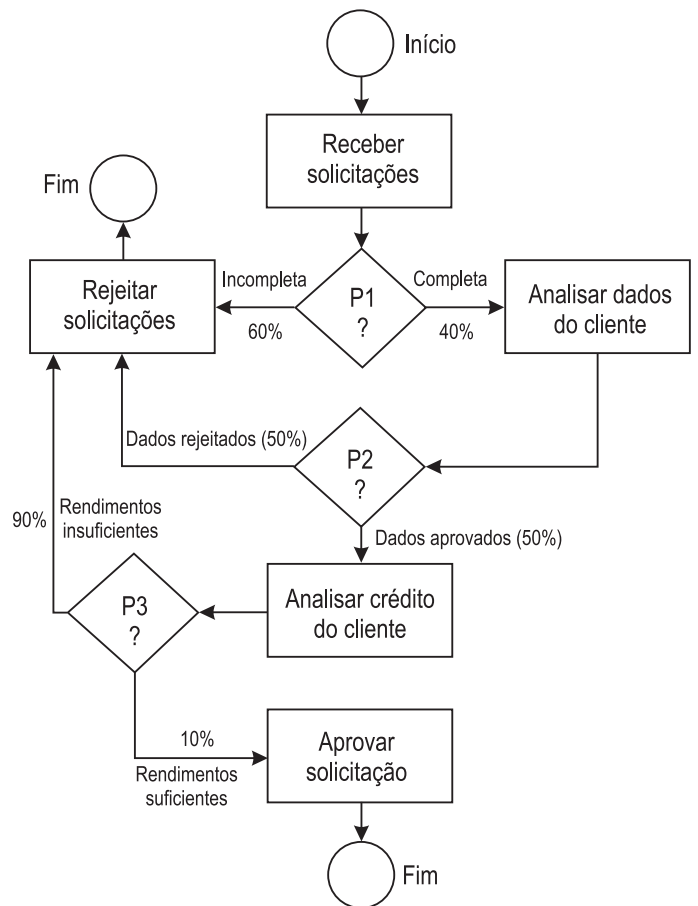 Início
Receber
solicitações
Fim
Rejeitar
solicitações
Incompleta
60%
P1
?
Completa
40%
Analisar dados
do cliente
Dados rejeitados (50%)
P2
?
Dados aprovados (50%)
90%
Rendimentos
insuficientes
P3
?
Analisar crédito
do cliente
10%
Rendimentos
suficientes
Aprovar
solicitação
Fim